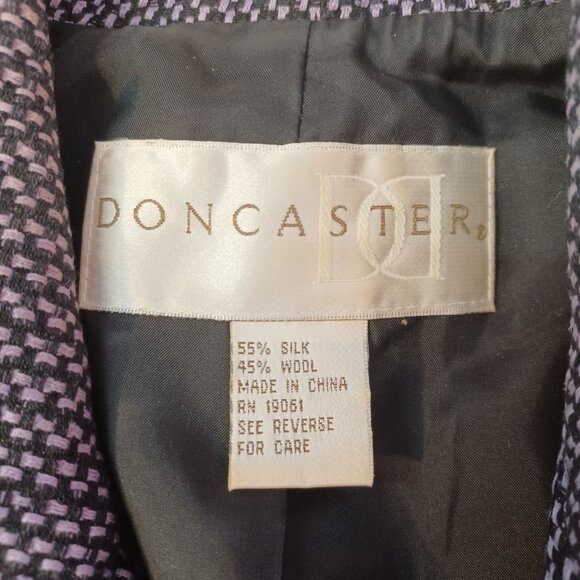 DONCASTER®
55% SILK
45% WOOL
MADE IN CHINA
RN 19061
SEE REVERSE
FOR CARE